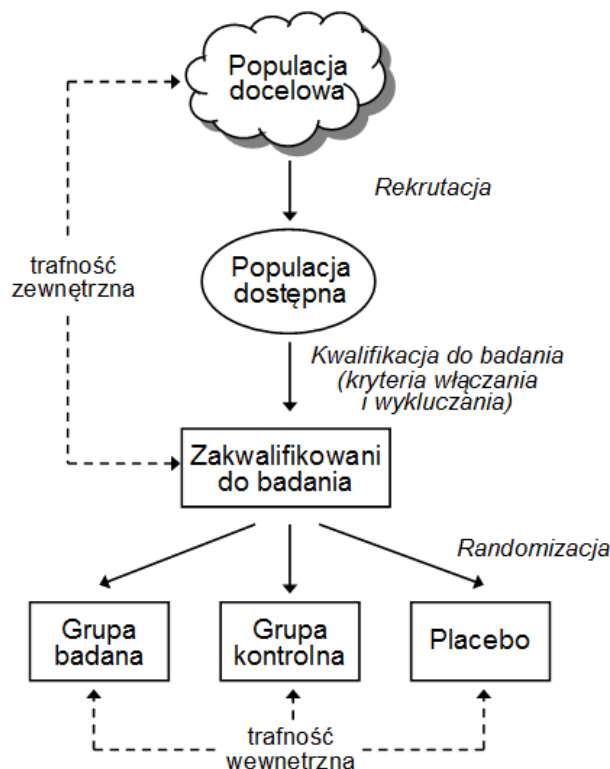 Populacja
docelowa
Rekrutacja
trafność
zewnętrzna
Populacja
dostępna
Kwalifikacja do badania
(kryteria włączania
i wykluczania)
Zakwalifikowani
do badania
Randomizacja
Grupa
badana
Grupa
kontrolna
Placebo
trafność
wewnętrzna